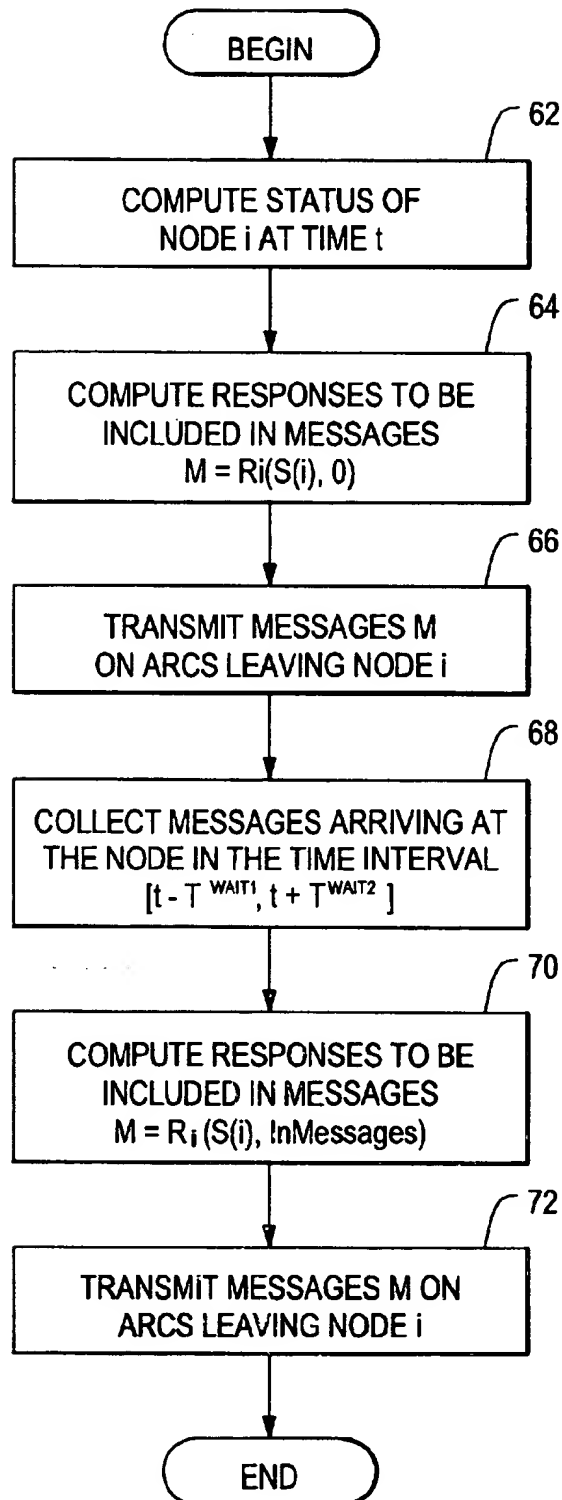 BEGIN
62
COMPUTE STATUS OF
NODE i AT TIME t
64
COMPUTE RESPONSES TO BE
INCLUDED IN MESSAGES
M = Ri(S(i), 0)
66
TRANSMIT MESSAGES M
ON ARCS LEAVING NODE i
68
COLLECT MESSAGES ARRIVING AT
THE NODE IN THE TIME INTERVAL
[t - T WAIT1, t + T WAIT2 ]
70
COMPUTE RESPONSES TO BE
INCLUDED IN MESSAGES
M = Ri (S(i), InMessages)
72
TRANSMiT MESSAGES M ON
ARCS LEAVING NODE i
END